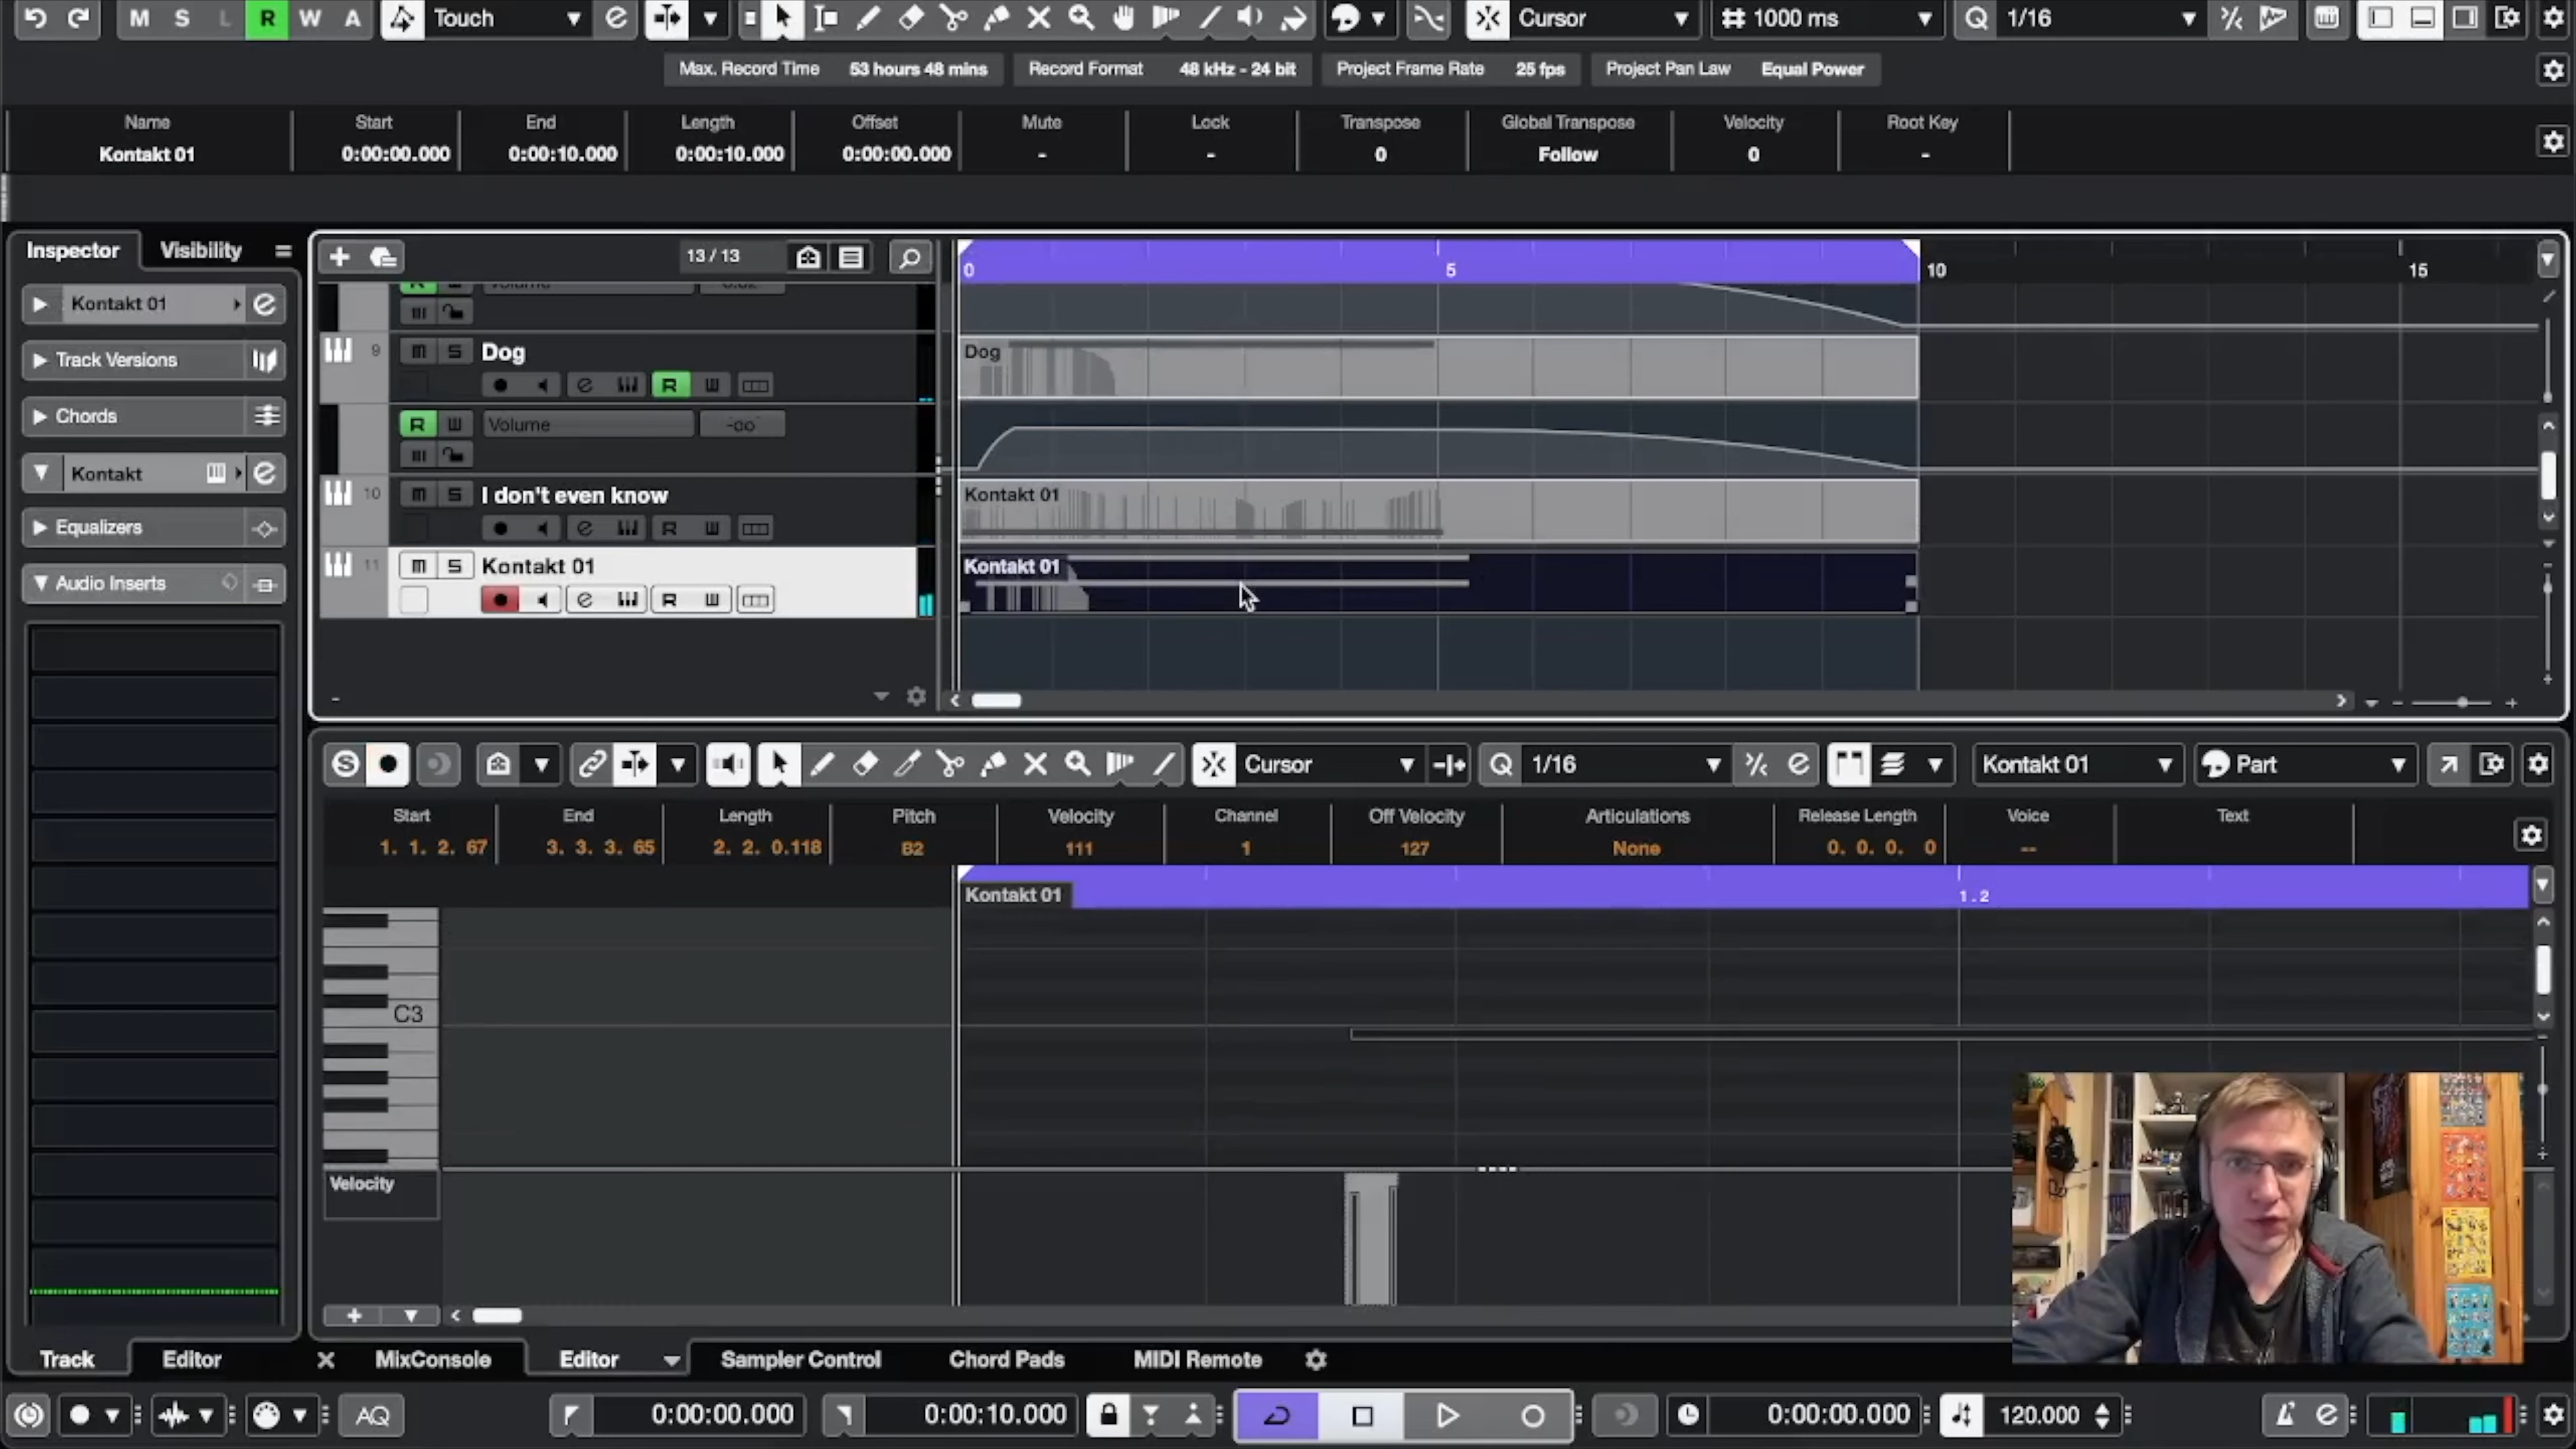 M S L R W A Touch Cursor 1000 ms Q 1/16
Max. Record Time 53 hours 48 mins Record Format 48 kHz - 24 bit Project Frame Rate 25 fps Project Pan Law Equal Power
Name Start End Length Offset Mute Lock Transpose Global Transpose Velocity Root Key
Kontakt 01 0:00:00.000 0:00:10.000 0:00:10.000 0:00:00.000 - - 0 Follow 0 -
Inspector Visibility 13 / 13
0 5 10 15
Kontakt 01
Track Versions
Chords
Kontakt
Equalizers
Audio Inserts
9 m S Dog Dog
R
R Volume -oo
10 m S I don't even know Kontakt 01
R
11 m S Kontakt 01 Kontakt 01
R
S Cursor Q 1/16 Kontakt 01 Part
Start End Length Pitch Velocity Channel Off Velocity Articulations Release Length Voice Text
1. 1. 2. 67 3. 3. 3. 65 2. 2. 0.118 B2 111 1 127 None 0. 0. 0. 0 --
Kontakt 01 1.2
C3
Velocity
Track Editor MixConsole Editor Sampler Control Chord Pads MIDI Remote
AQ 0:00:00.000 0:00:10.000 0:00:00.000 120.000